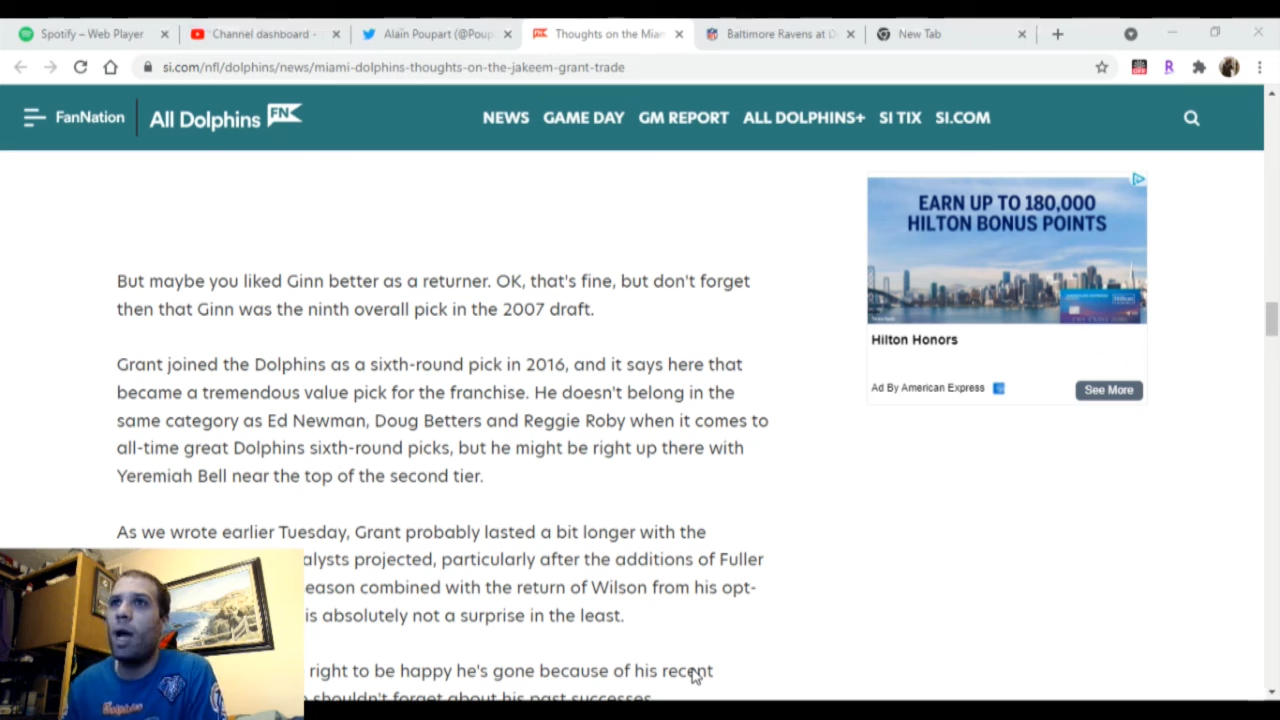 Spotify – Web Player
Channel dashboard -
Alain Poupart (@Poup
Thoughts on the Miam
Baltimore Ravens at D
New Tab
si.com/nfl/dolphins/news/miami-dolphins-thoughts-on-the-jakeem-grant-trade
OFF
R
FanNation
All Dolphins FN
NEWS GAME DAY GM REPORT ALL DOLPHINS+ SI TIX SI.COM
EARN UP TO 180,000
HILTON BONUS POINTS
Hilton Honors
Ad By American Express
See More
But maybe you liked Ginn better as a returner. OK, that's fine, but don't forget
then that Ginn was the ninth overall pick in the 2007 draft.
Grant joined the Dolphins as a sixth-round pick in 2016, and it says here that
became a tremendous value pick for the franchise. He doesn't belong in the
same category as Ed Newman, Doug Betters and Reggie Roby when it comes to
all-time great Dolphins sixth-round picks, but he might be right up there with
Yeremiah Bell near the top of the second tier.
As we wrote earlier Tuesday, Grant probably lasted a bit longer with the
alysts projected, particularly after the additions of Fuller
eason combined with the return of Wilson from his opt-
is absolutely not a surprise in the least.
right to be happy he's gone because of his recent
shouldn't forget about his past successes.
Dolphins